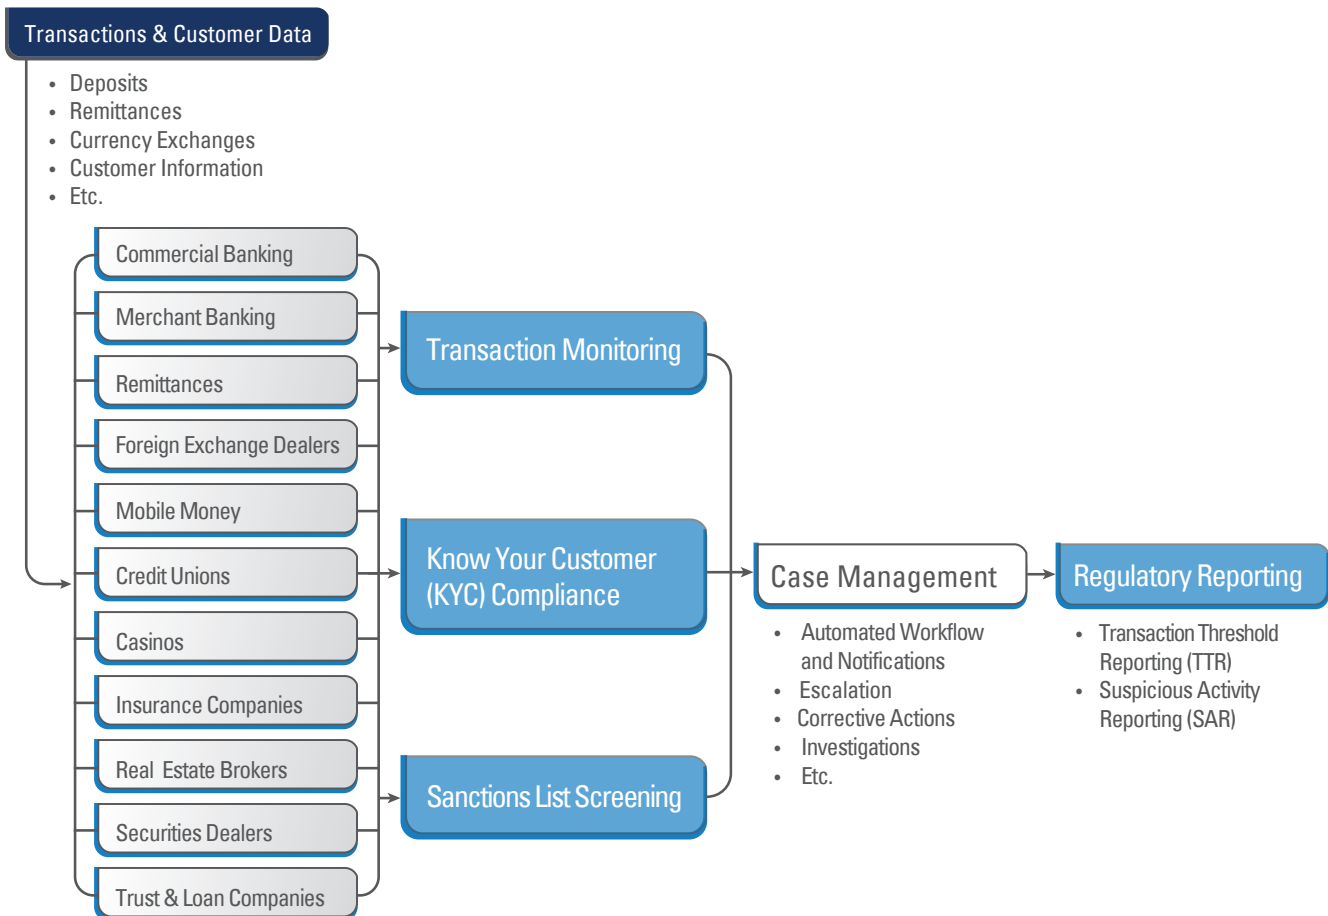 Transactions & Customer Data
• Deposits
• Remittances
• Currency Exchanges
• Customer Information
• Etc.
Commercial Banking
Merchant Banking
Remittances
Foreign Exchange Dealers
Mobile Money
Credit Unions
Casinos
Insurance Companies
Real Estate Brokers
Securities Dealers
Trust & Loan Companies
Transaction Monitoring
Know Your Customer
(KYC) Compliance
Sanctions List Screening
Case Management
• Automated Workflow
and Notifications
• Escalation
• Corrective Actions
• Investigations
• Etc.
Regulatory Reporting
• Transaction Threshold
Reporting (TTR)
• Suspicious Activity
Reporting (SAR)